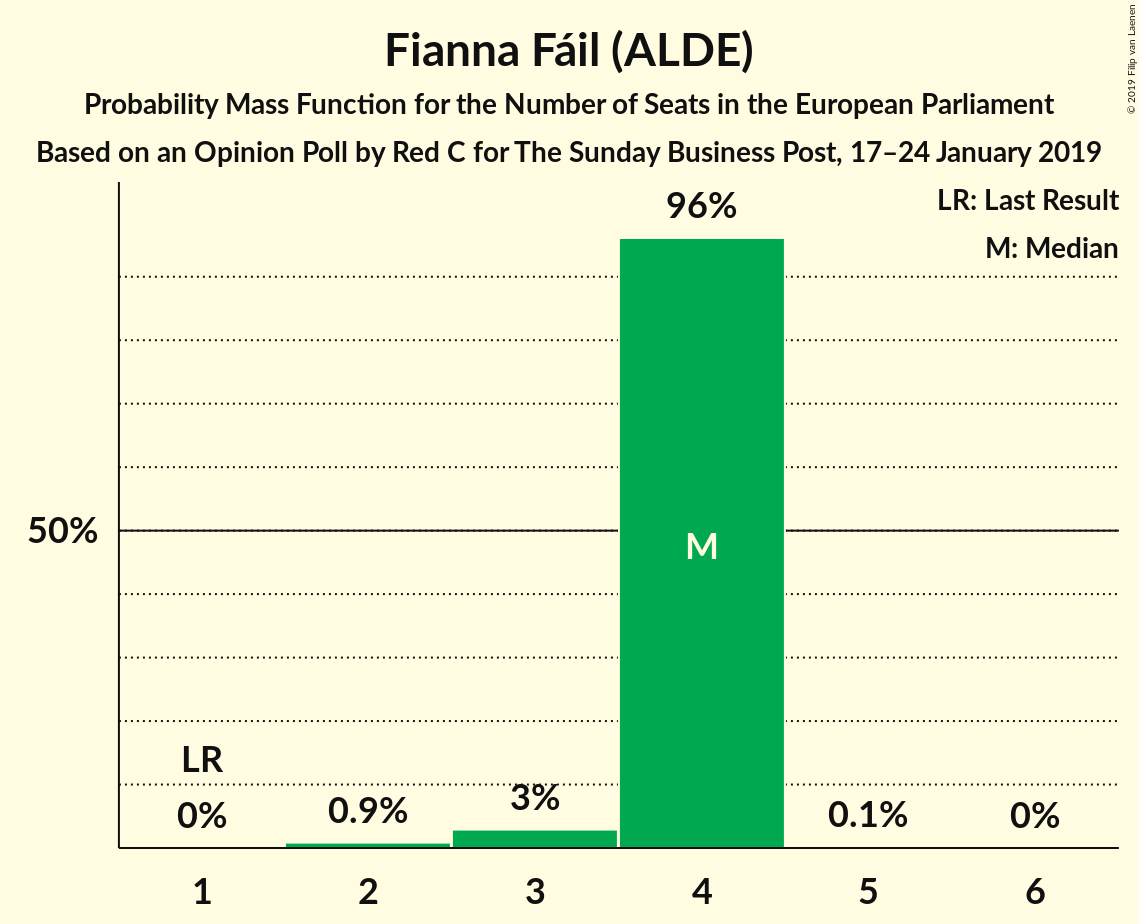 Fianna Fáil (ALDE)
Probability Mass Function for the Number of Seats in the European Parliament
Based on an Opinion Poll by Red C for The Sunday Business Post, 17–24 January 2019
© 2019 Filip van Laenen
LR: Last Result
M: Median
96%
50%
M
LR
0%
0.9%
3%
0.1%
0%
1
2
3
4
5
6